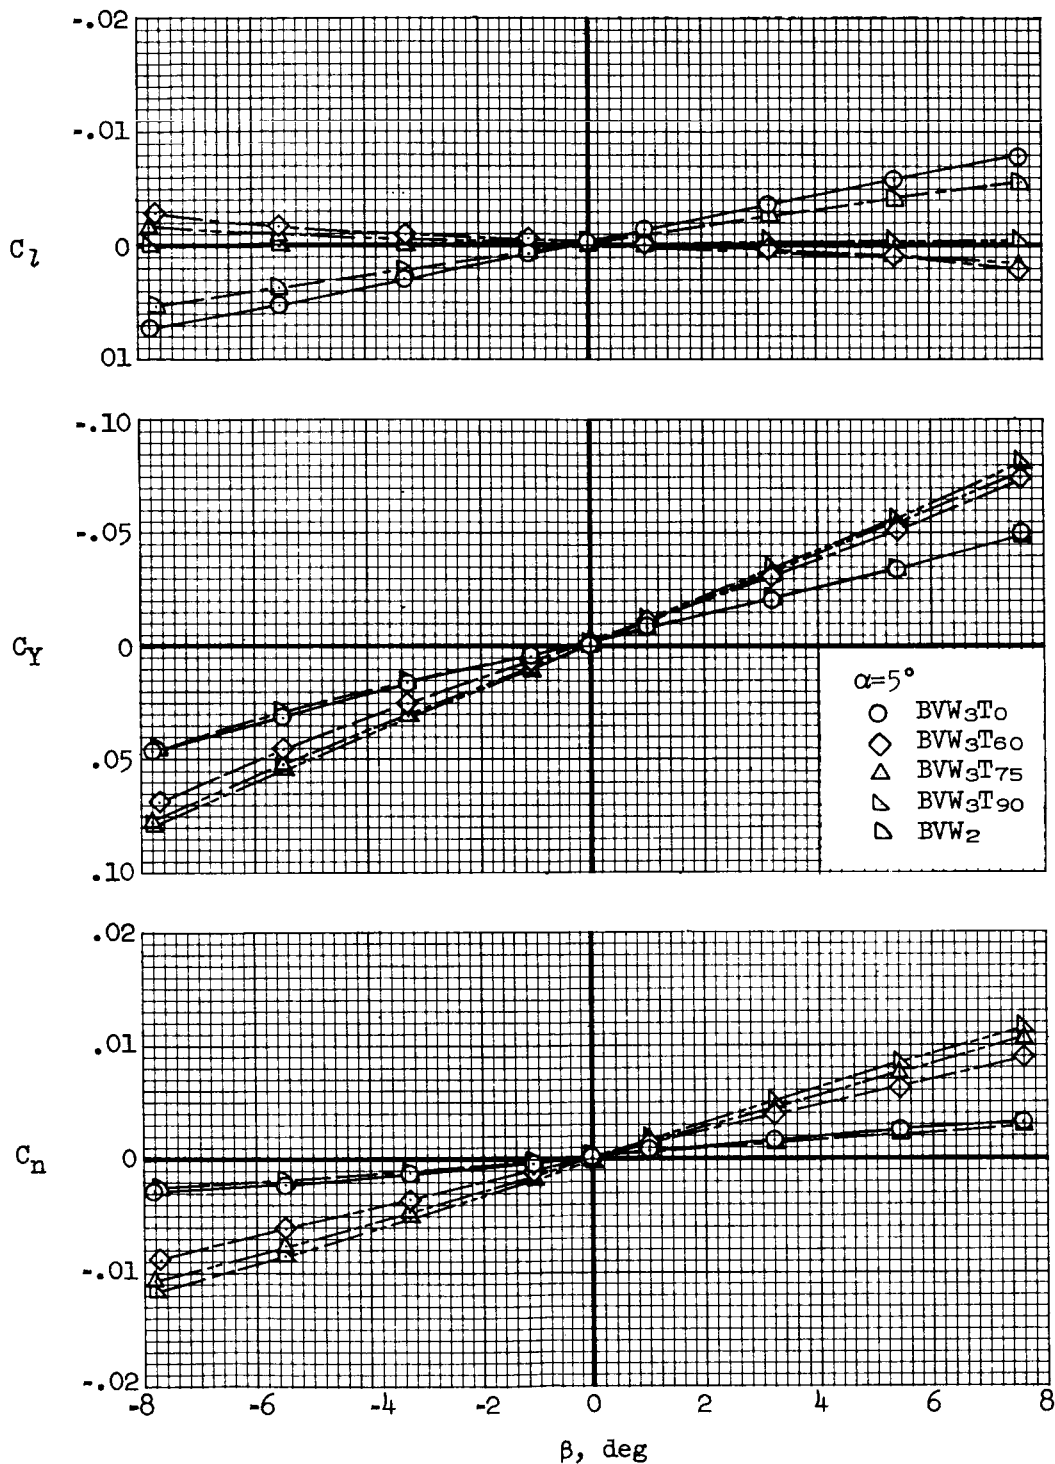 -.02
-.01
C_l 0
01
-.10
-.05
C_Y 0
.05
.10
α=5°
BVW₃T₀
BVW₃T₆₀
BVW₃T₇₅
BVW₃T₉₀
BVW₂
.02
.01
C_n 0
-.01
-.02
-8 -6 -4 -2 0 2 4 6 8
β, deg